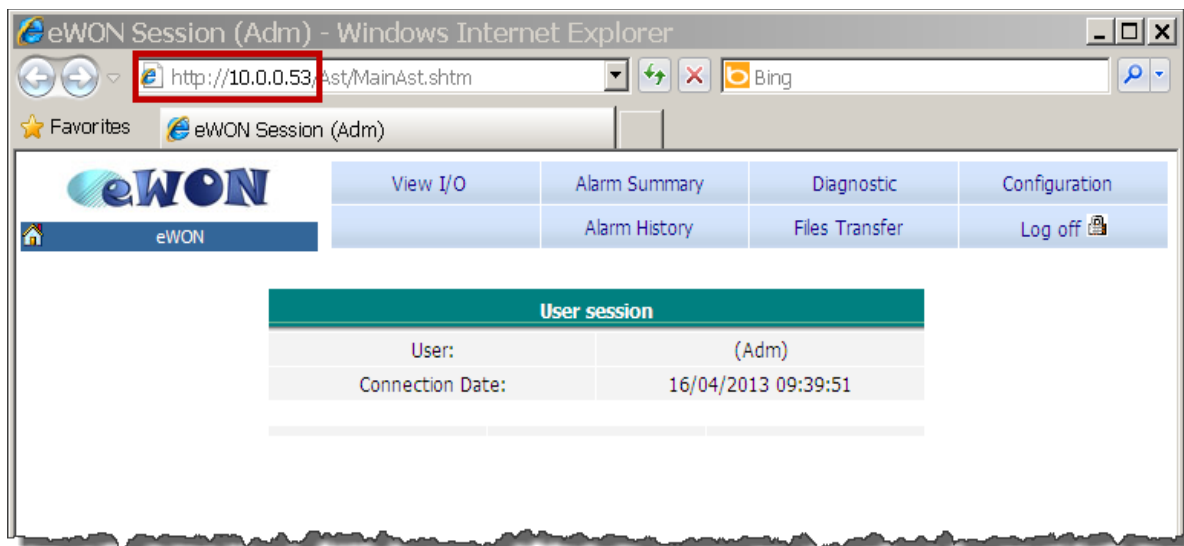 eWON Session (Adm) - Windows Internet Explorer
http://10.0.0.53/Ast/MainAst.shtm
Bing
Favorites
eWON Session (Adm)
eWON
View I/O Alarm Summary Diagnostic Configuration
eWON Alarm History Files Transfer Log off
User session
User: (Adm)
Connection Date: 16/04/2013 09:39:51